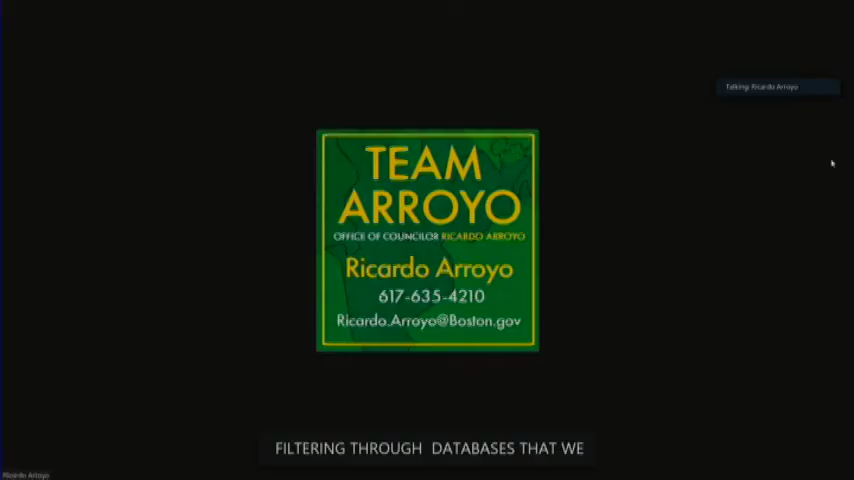 Talking: Ricardo Arroyo
TEAM
ARROYO
OFFICE OF COUNCILOR RICARDO ARROYO
Ricardo Arroyo
617-635-4210
Ricardo.Arroyo@Boston.gov
FILTERING THROUGH DATABASES THAT WE
Ricardo Arroyo